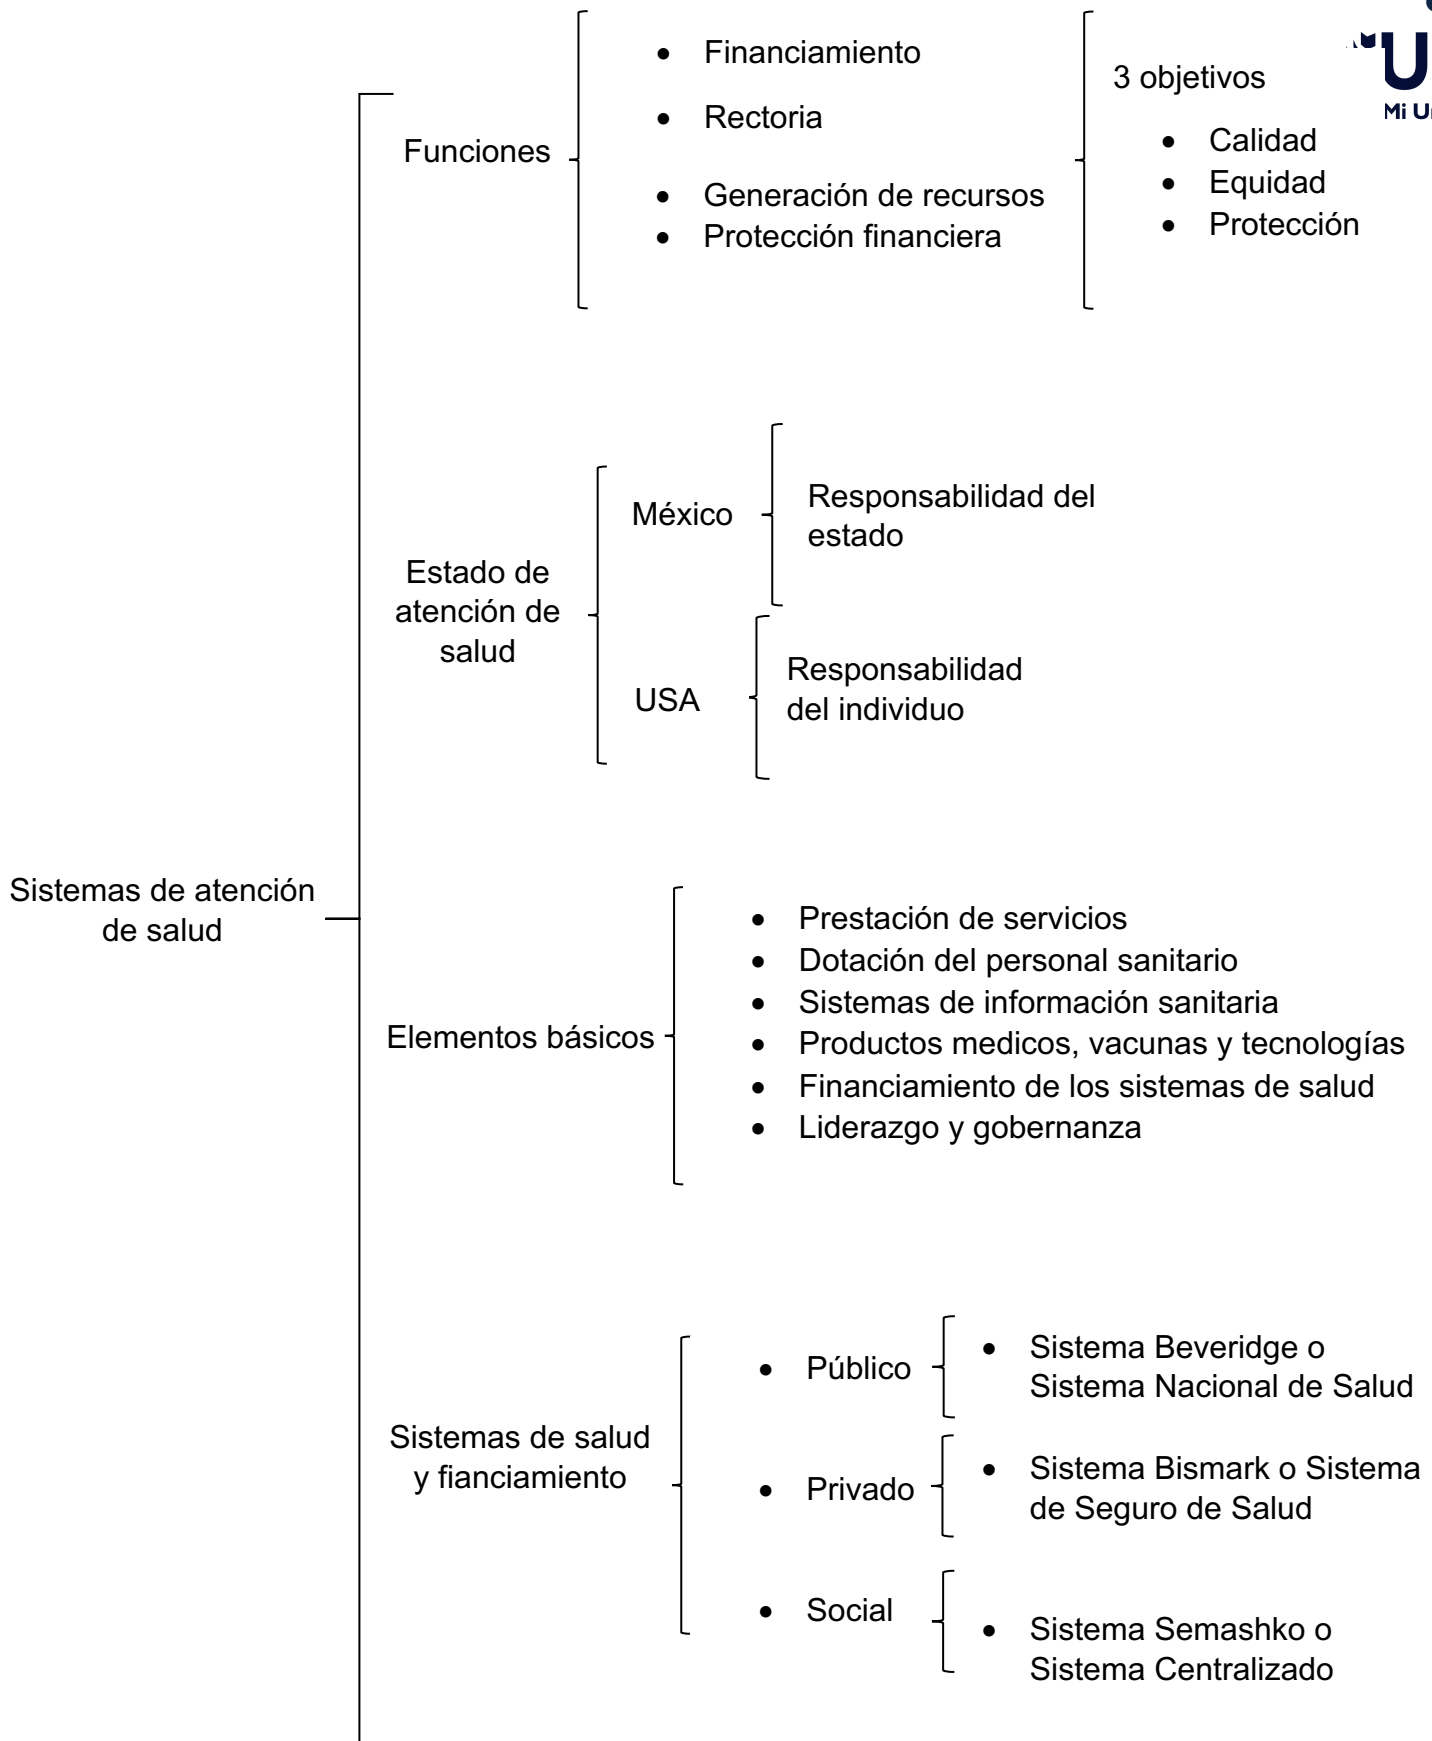 Funciones
• Financiamiento
• Rectoria
• Generación de recursos
• Protección financiera
3 objetivos
• Calidad
• Equidad
• Protección
Mi
Estado de
atención de
salud
México
Responsabilidad del
estado
USA
Responsabilidad
del individuo
Sistemas de atención
de salud
Elementos básicos
• Prestación de servicios
• Dotación del personal sanitario
• Sistemas de información sanitaria
• Productos medicos, vacunas y tecnologías
• Financiamiento de los sistemas de salud
• Liderazgo y gobernanza
Sistemas de salud
y fianciamiento
• Público
• Sistema Beveridge o
Sistema Nacional de Salud
• Privado
• Sistema Bismark o Sistema
de Seguro de Salud
• Social
• Sistema Semashko o
Sistema Centralizado